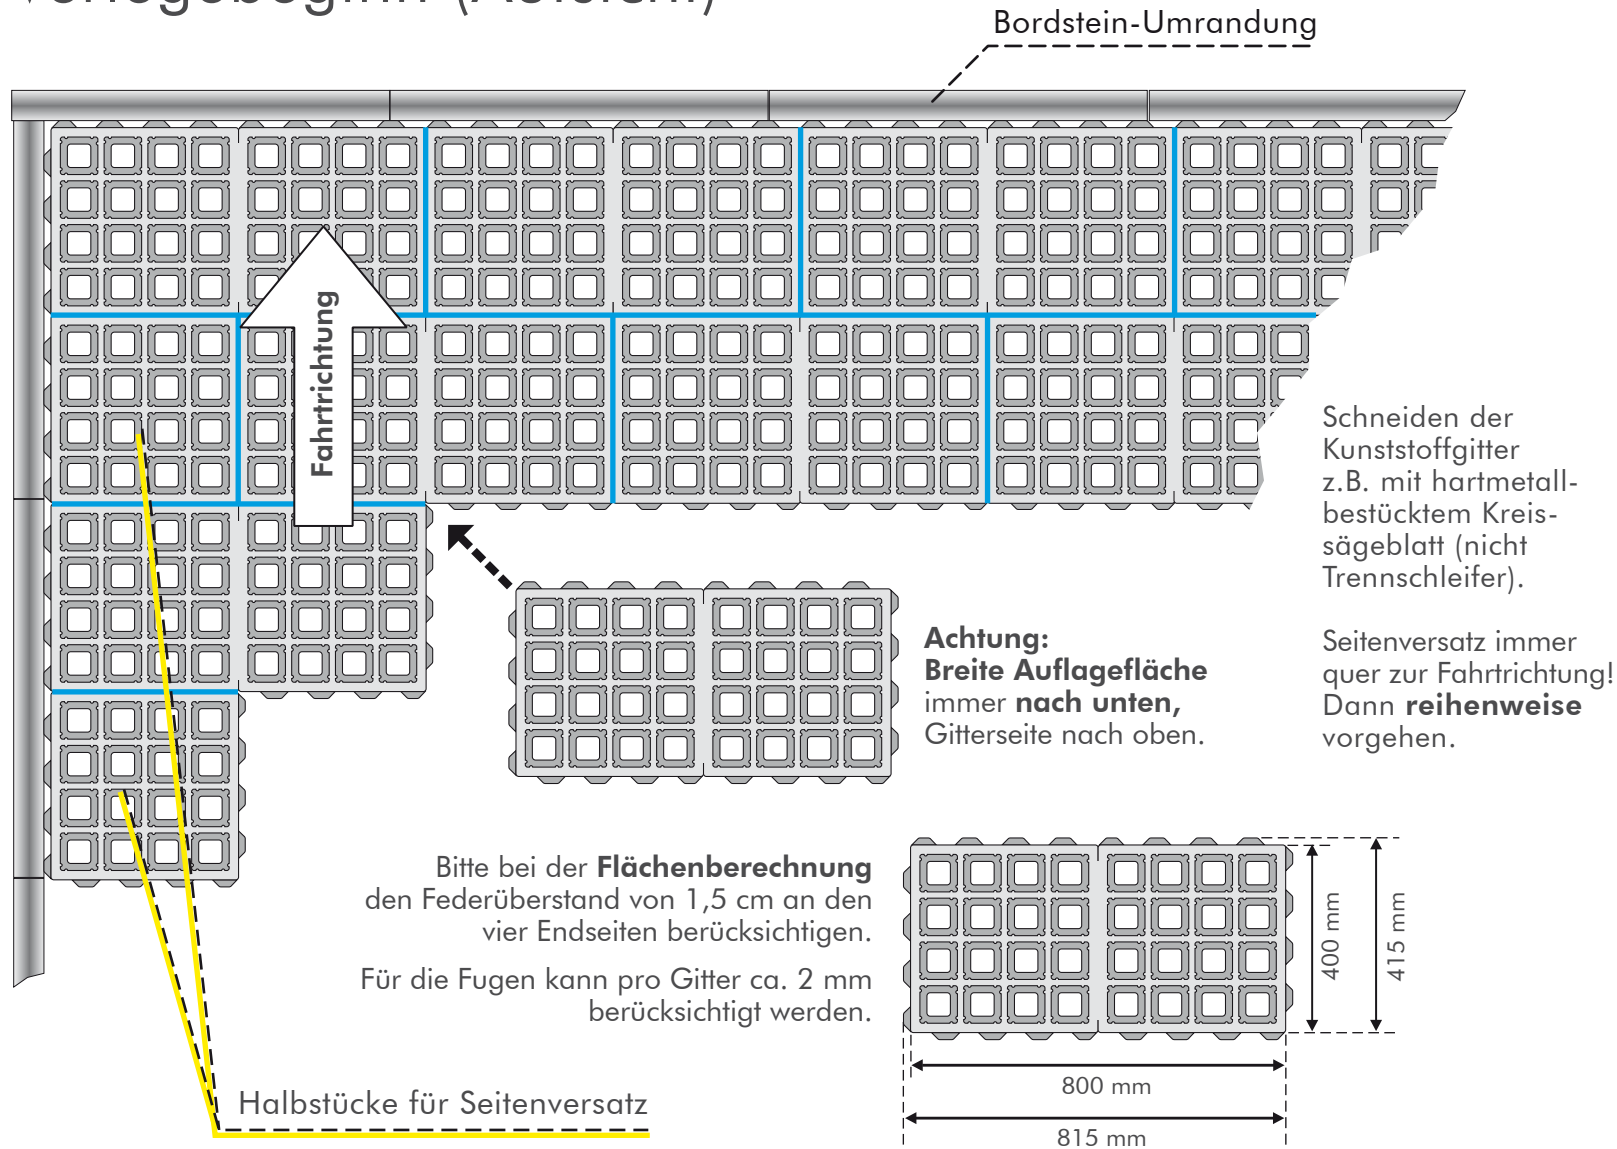 Verlegebeginn (Aufsicht)
Bordstein-Umrandung
Fahrtrichtung
Schneiden der
Kunststoffgitter
z.B. mit hartmetall-
bestücktem Kreis-
sägeblatt (nicht
Trennschleifer).
Achtung:
Breite Auflagefläche
immer nach unten,
Gitterseite nach oben.
Seitenversatz immer
quer zur Fahrtrichtung!
Dann reihenweise
vorgehen.
Bitte bei der Flächenberechnung
den Federüberstand von 1,5 cm an den
vier Endseiten berücksichtigen.
Für die Fugen kann pro Gitter ca. 2 mm
berücksichtigt werden.
400 mm
415 mm
800 mm
815 mm
Halbstücke für Seitenversatz